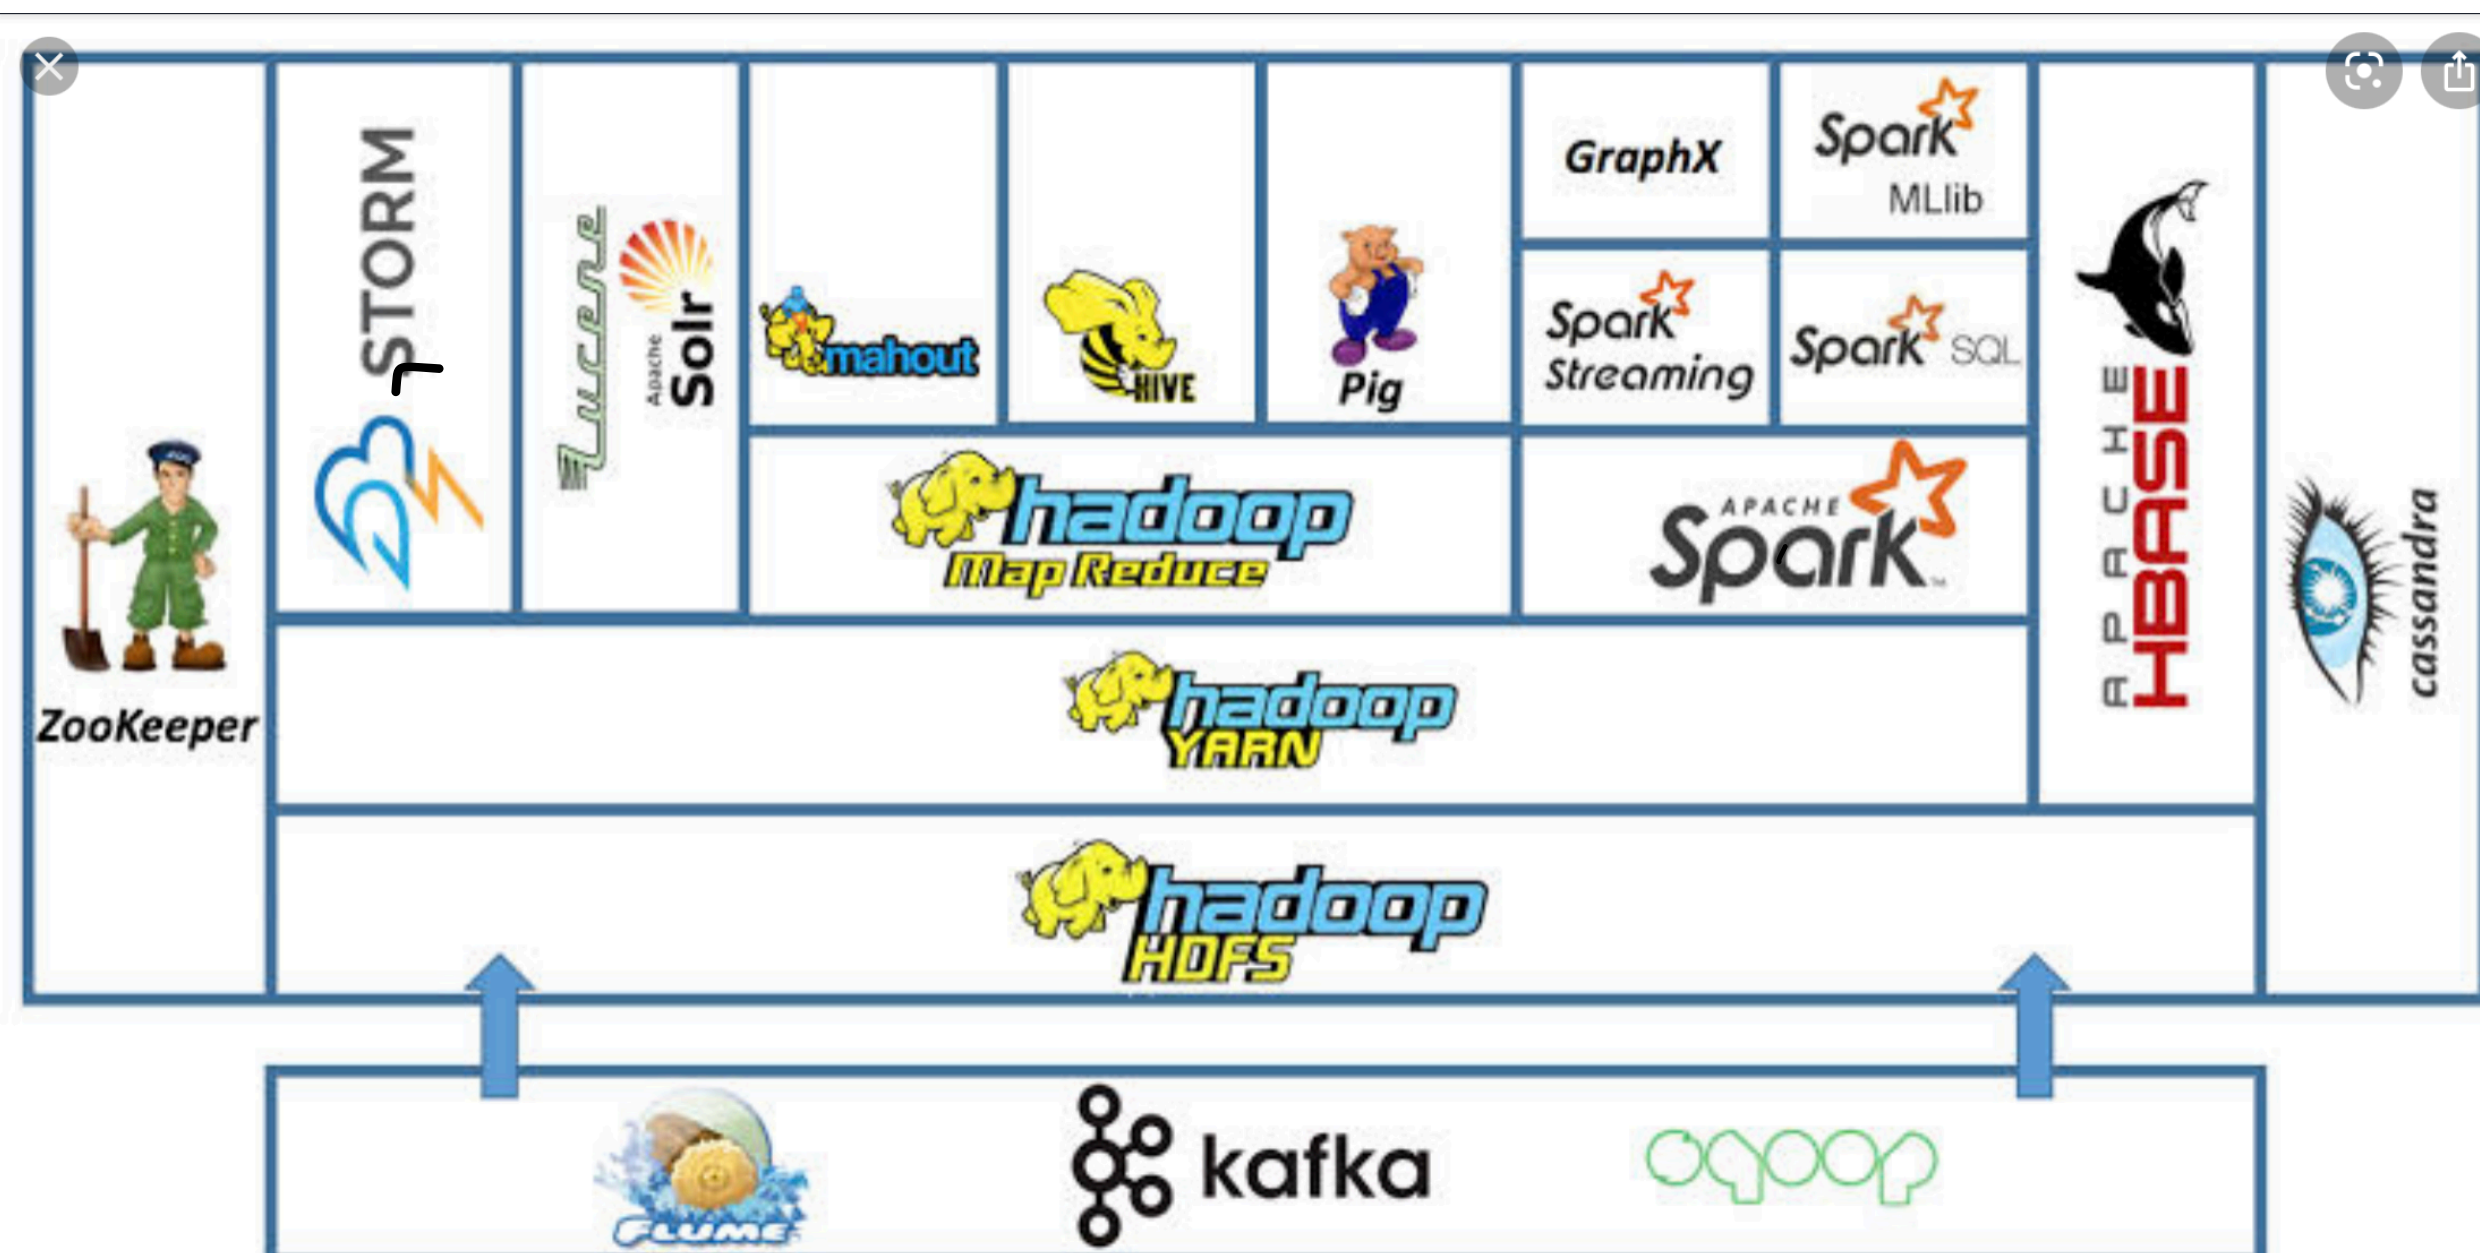 STORM
Lucene
Apache
Solr
mahout
HIVE
Pig
GraphX
Spark
MLlib
Spark
Streaming
Spark SQL
APACHE
HBASE
cassandra
ZooKeeper
hadoop
Map Reduce
APACHE
Spark
hadoop
YARN
hadoop
HDFS
FLUME
kafka
sqoop